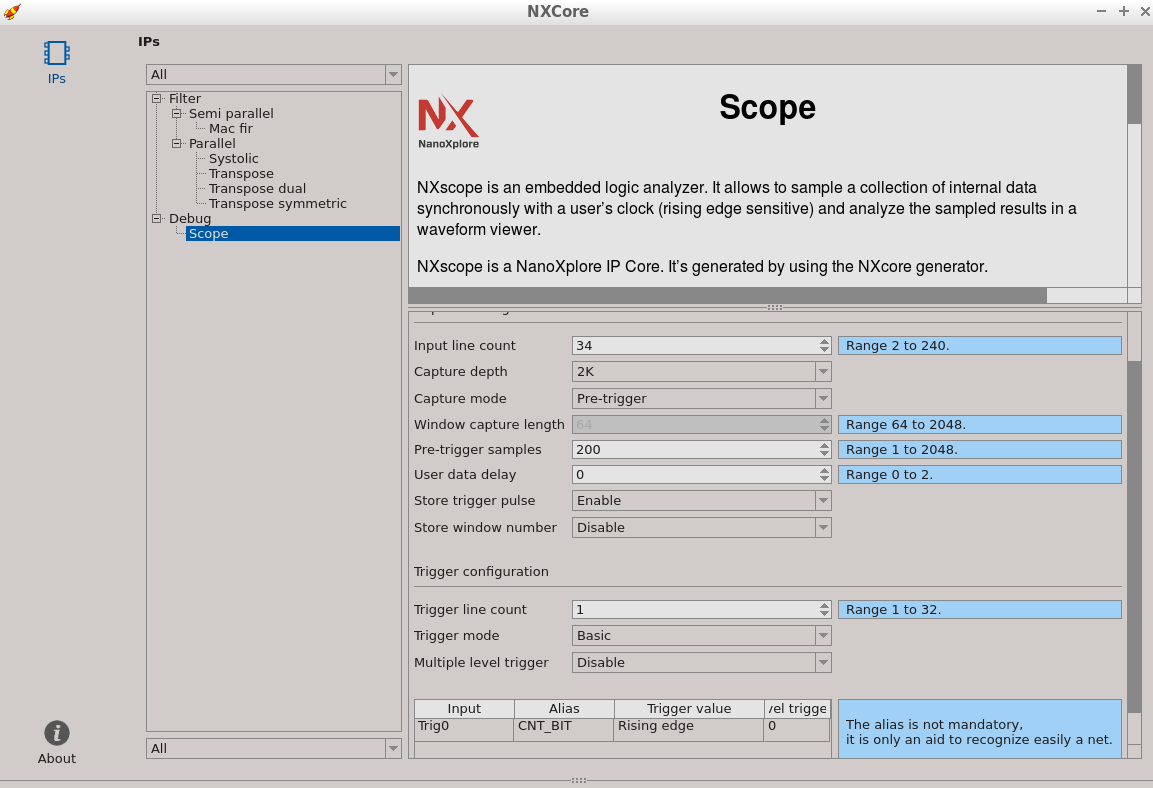 NXCore
IPs
IPs
All
Filter
Semi parallel
Mac fir
Parallel
Systolic
Transpose
Transpose dual
Transpose symmetric
Debug
Scope
All
About
NX
NanoXplore
Scope
NXscope is an embedded logic analyzer. It allows to sample a collection of internal data
synchronously with a user’s clock (rising edge sensitive) and analyze the sampled results in a
waveform viewer.
NXscope is a NanoXplore IP Core. It’s generated by using the NXcore generator.
Input line count 34 Range 2 to 240.
Capture depth 2K
Capture mode Pre-trigger
Window capture length 64 Range 64 to 2048.
Pre-trigger samples 200 Range 1 to 2048.
User data delay 0 Range 0 to 2.
Store trigger pulse Enable
Store window number Disable
Trigger configuration
Trigger line count 1 Range 1 to 32.
Trigger mode Basic
Multiple level trigger Disable
Input Alias Trigger value vel trigge
Trig0 CNT_BIT Rising edge 0
The alias is not mandatory,
it is only an aid to recognize easily a net.